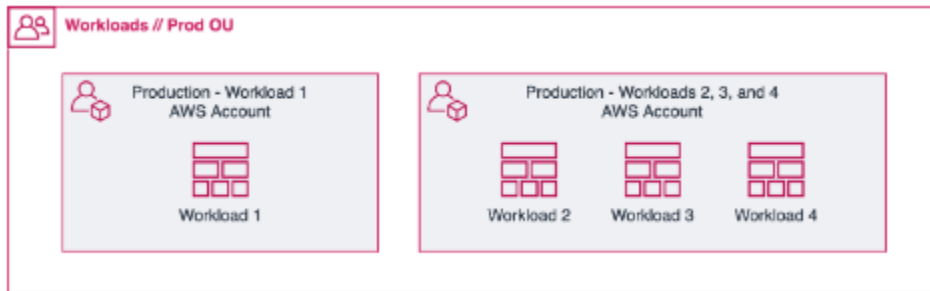 Workloads // Prod OU
Production - Workload 1
AWS Account
Production - Workloads 2, 3, and 4
AWS Account
Workload 1
Workload 2
Workload 3
Workload 4